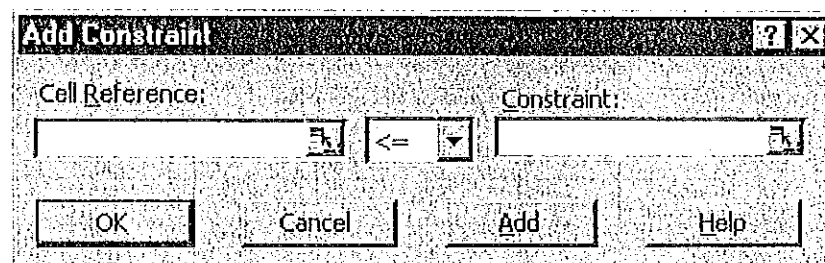 Add Constraint ? X
Cell Reference: Constraint:
<=
OK Cancel Add Help